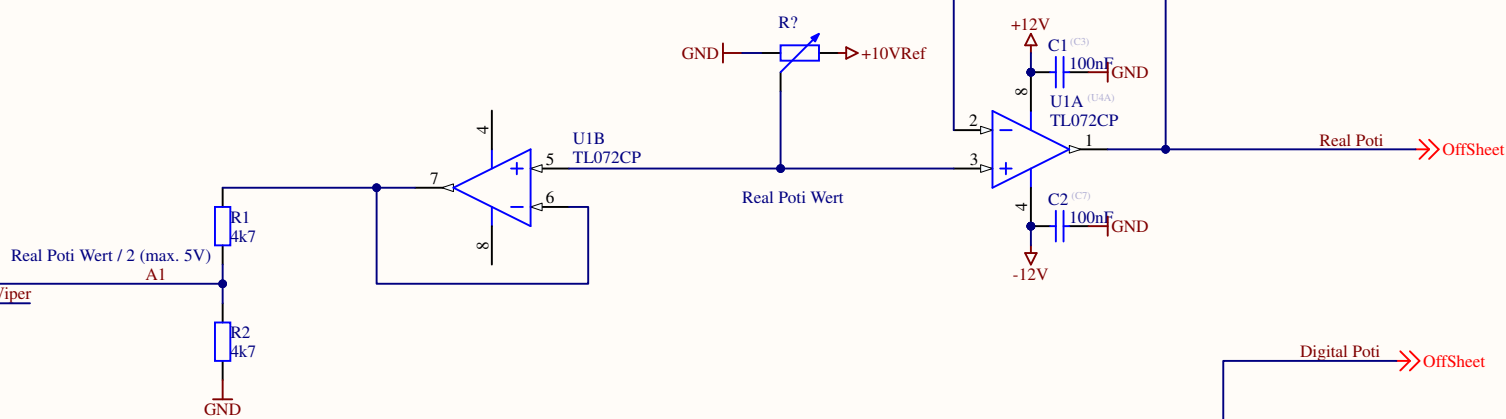 R?
GND
+10VRef
+12V
C1 (C3)
100nF
GND
8
U1A (U4A)
TL072CP
2
3
1
Real Poti
OffSheet
4
U1B
TL072CP
5
6
7
8
Real Poti Wert
4
C2 (C7)
100nF
GND
-12V
R1
4k7
Real Poti Wert / 2 (max. 5V)
A1
R2
4k7
GND
Digital Poti
OffSheet